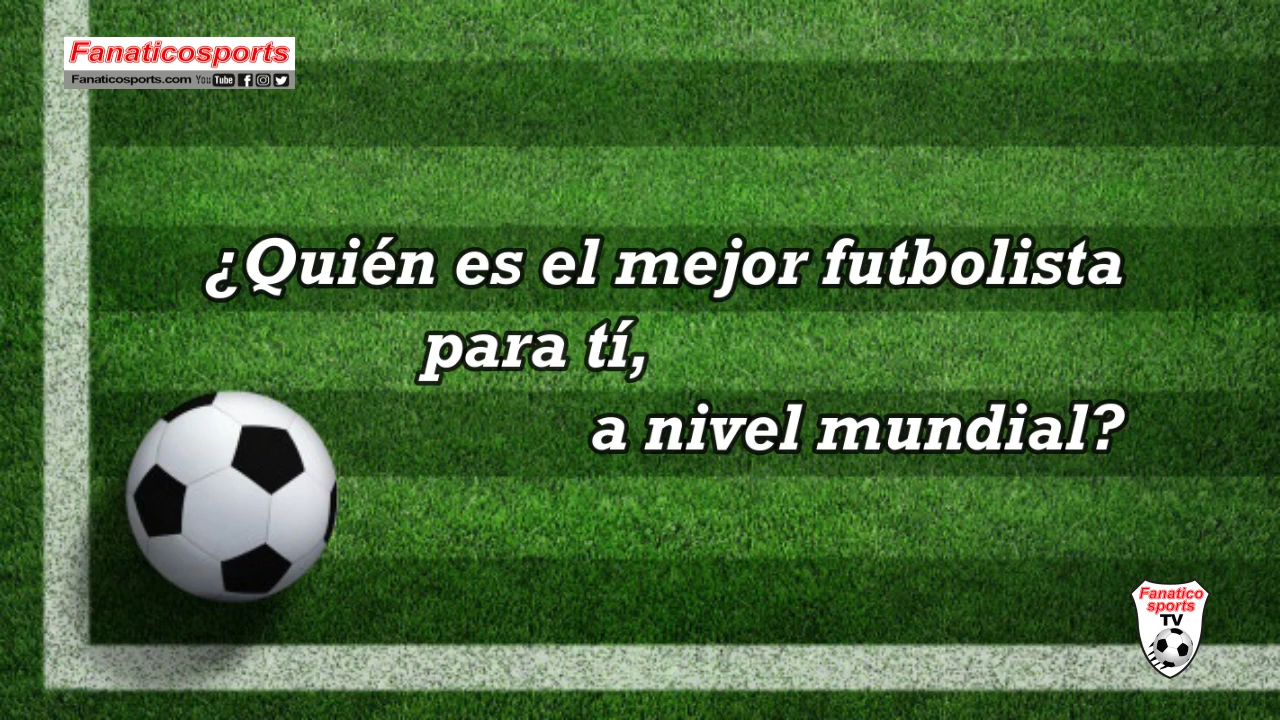 Fanaticosports
Fanaticosports.com YouTube
¿Quién es el mejor futbolista
para tí,
a nivel mundial?
Fanatico
sports
TV